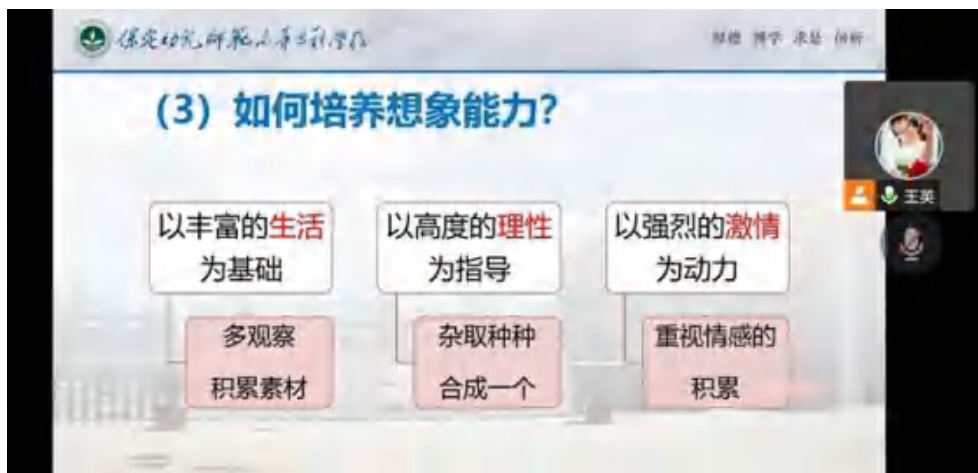 （3）如何培养想象能力？
以丰富的生活
为基础
以高度的理性
为指导
以强烈的激情
为动力
多观察
积累素材
杂取种种
合成一个
重视情感的
积累
王英